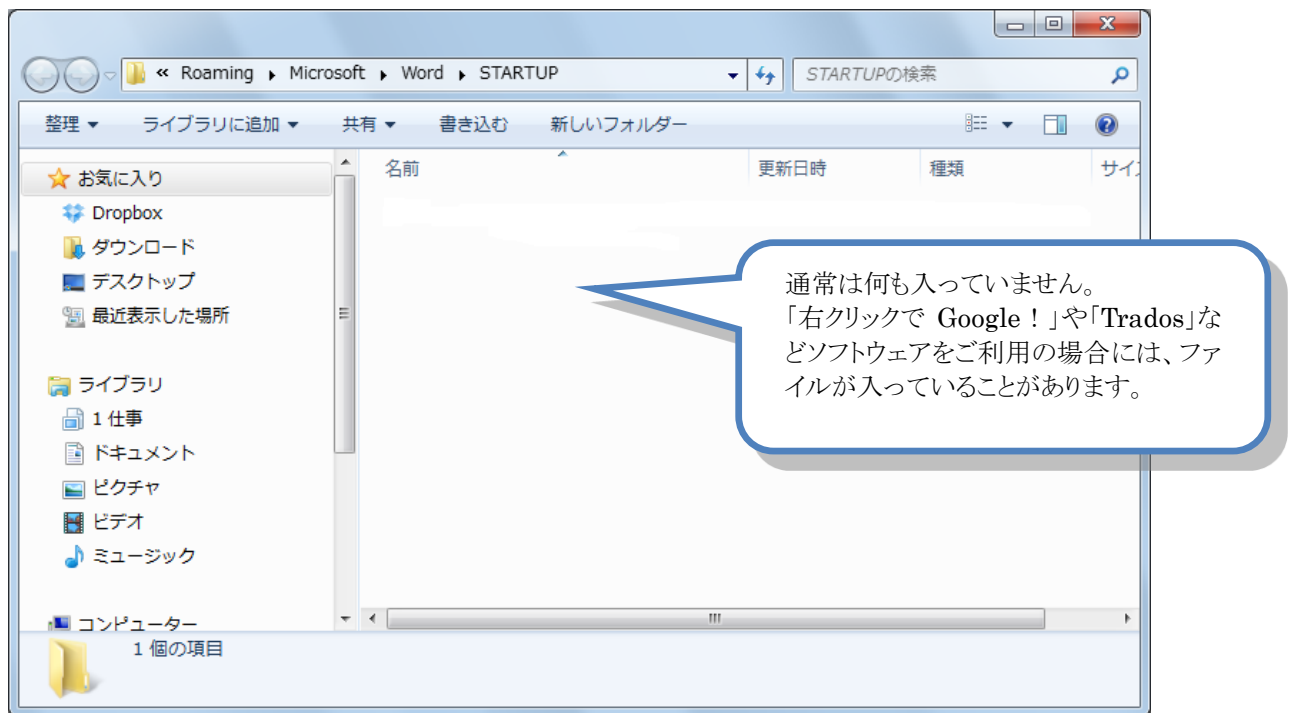 « Roaming ▸ Microsoft ▸ Word ▸ STARTUP
STARTUPの検索
整理 ライブラリに追加 共有 書き込む 新しいフォルダー
名前 更新日時 種類 サイズ
お気に入り
Dropbox
ダウンロード
デスクトップ
最近表示した場所
ライブラリ
1 仕事
ドキュメント
ピクチャ
ビデオ
ミュージック
コンピューター
1 個の項目
通常は何も入っていません。
「右クリックで Google！」や「Trados」な
どソフトウェアをご利用の場合には、ファ
イルが入っていることがあります。